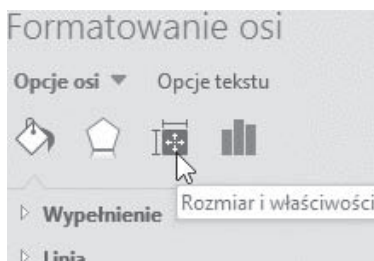 Formatowanie osi
Opcje osi Opcje tekstu
Rozmiar i właściwości
Wypełnienie
Linia